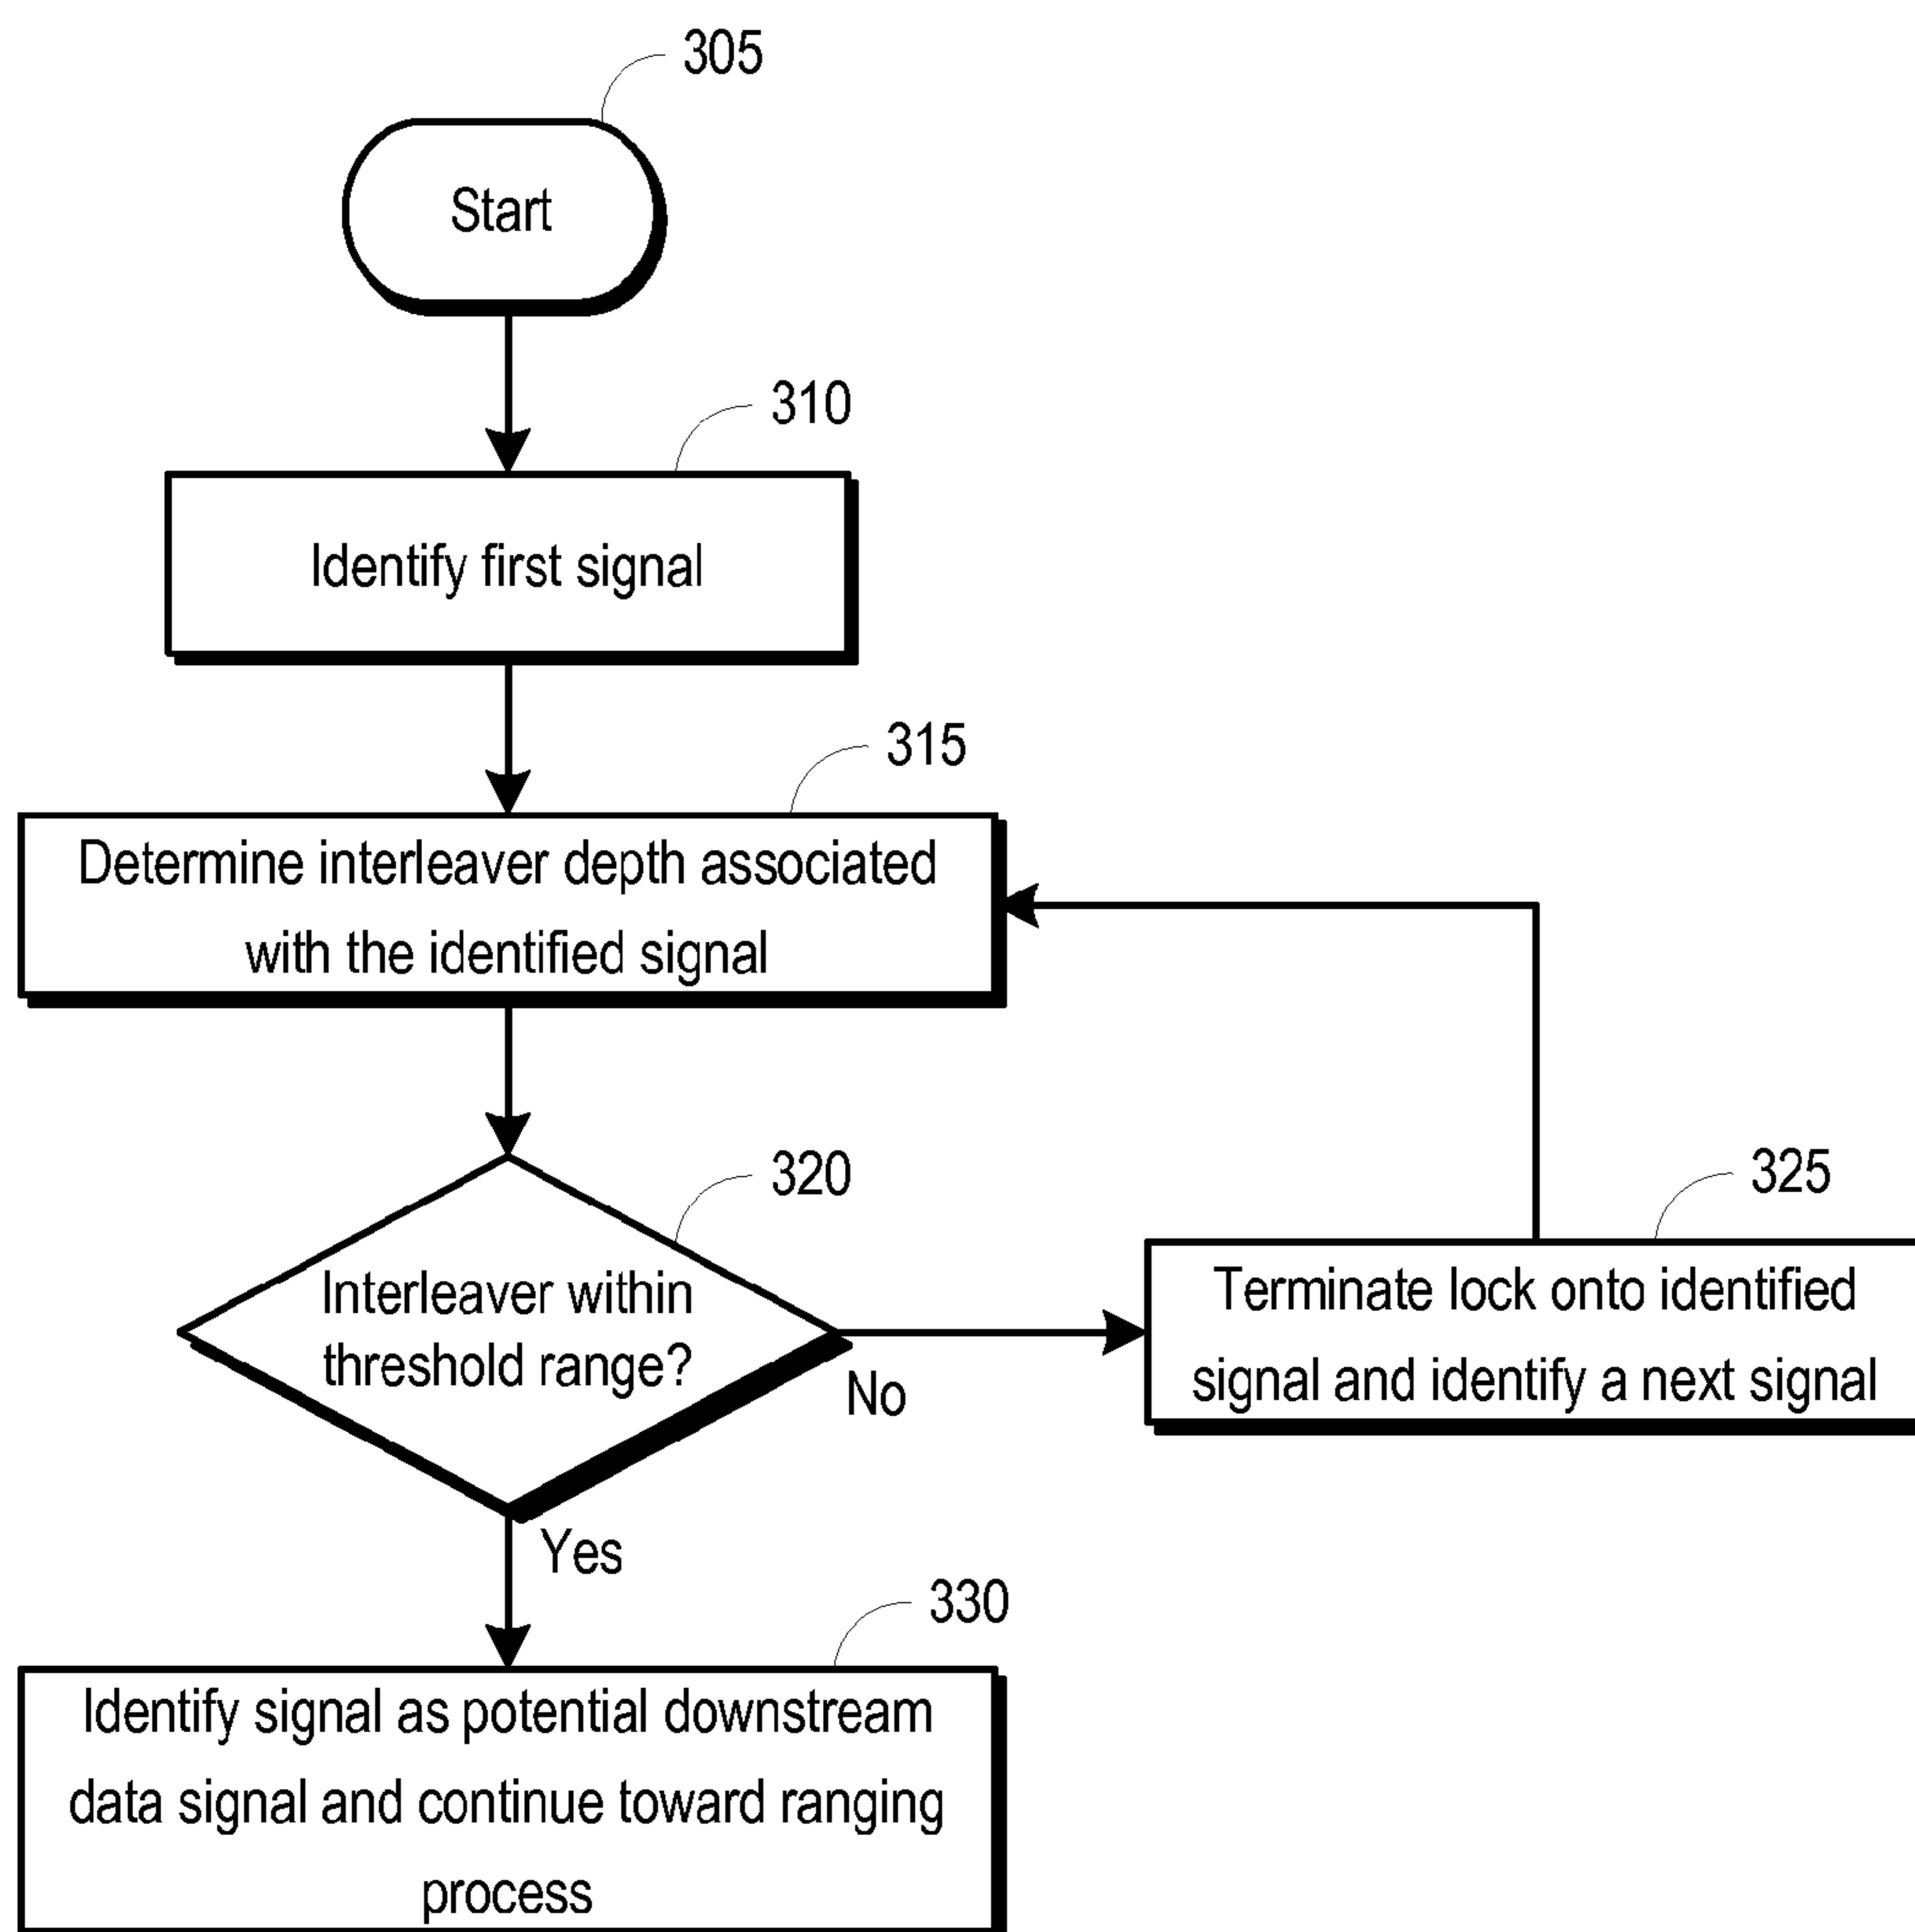 305
Start
310
Identify first signal
315
Determine interleaver depth associated
with the identified signal
320
Interleaver within
threshold range?
No
325
Terminate lock onto identified
signal and identify a next signal
Yes
330
Identify signal as potential downstream
data signal and continue toward ranging
process